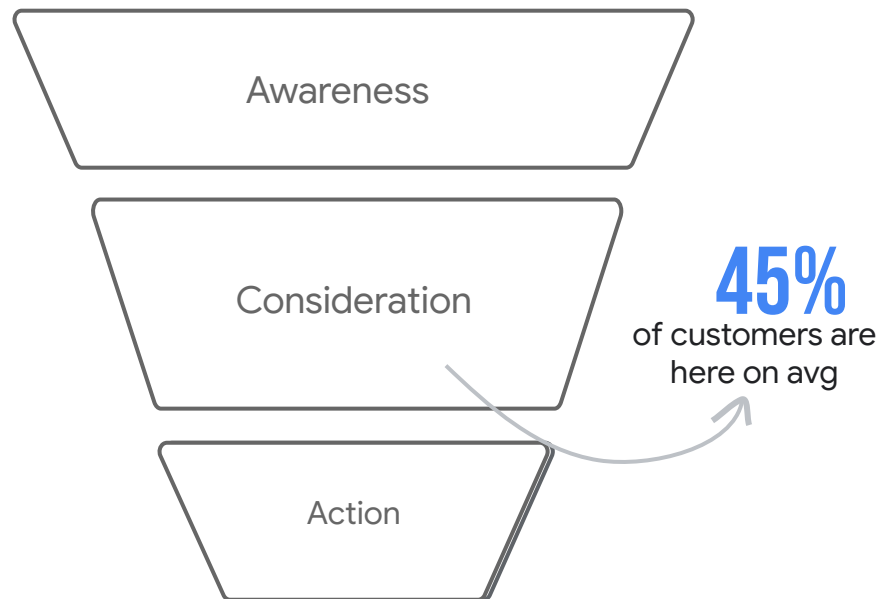 Awareness
Consideration
45%
of customers are
here on avg
Action